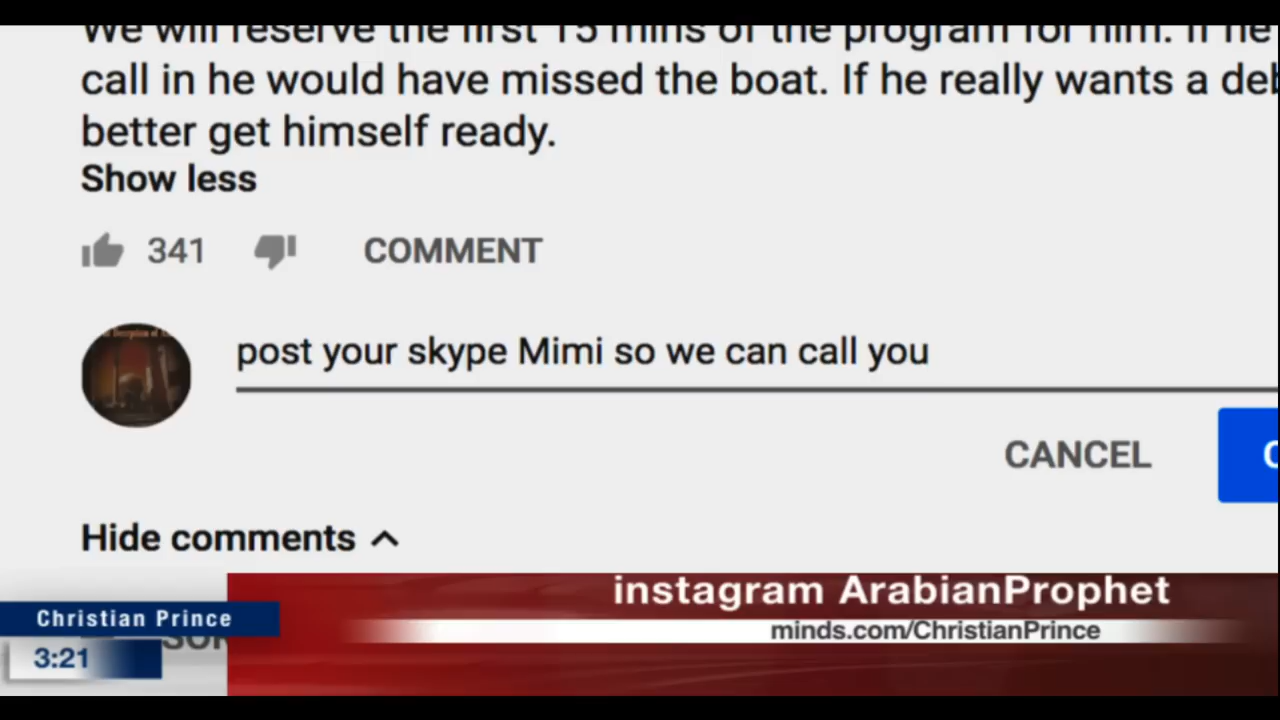 We will reserve the first 15 mins of the program for him. If he
call in he would have missed the boat. If he really wants a
better get himself ready.
Show less
341 COMMENT
post your skype Mimi so we can call you
CANCEL
Hide comments
instagram ArabianProphet
Christian Prince
minds.com/ChristianPrince
3:21